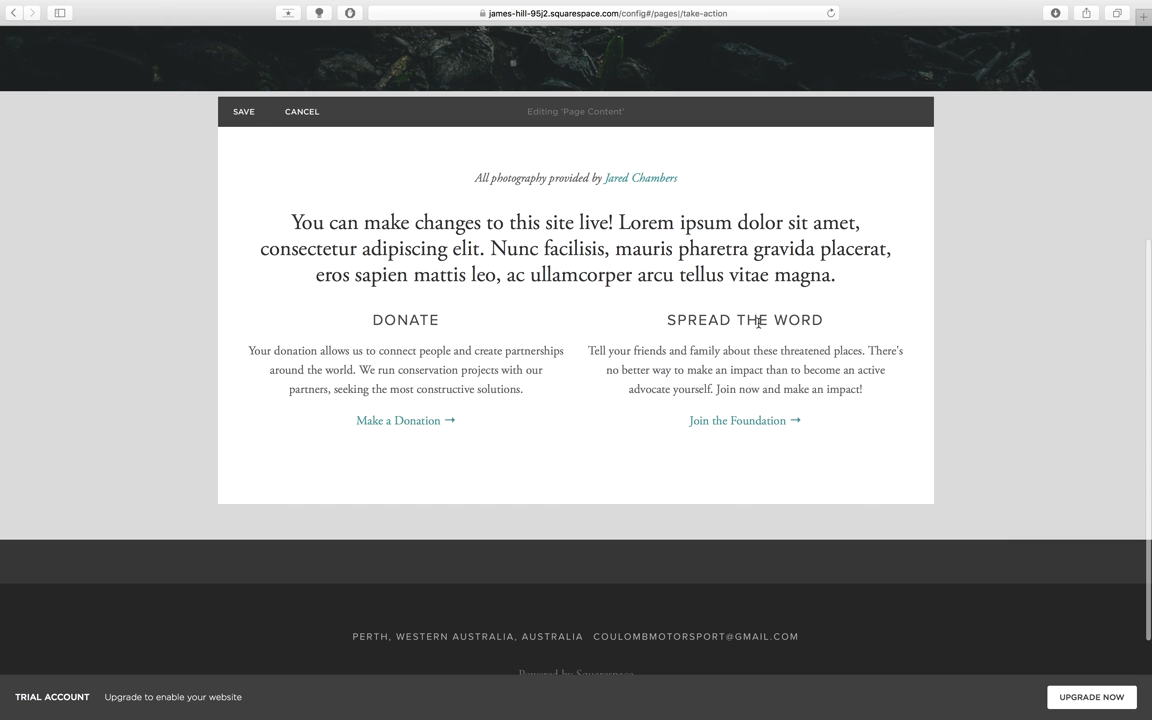 james-hill-95j2.squarespace.com/config#/pages|/take-action
SAVE CANCEL Editing 'Page Content'
All photography provided by Jared Chambers
You can make changes to this site live! Lorem ipsum dolor sit amet,
consectetur adipiscing elit. Nunc facilisis, mauris pharetra gravida placerat,
eros sapien mattis leo, ac ullamcorper arcu tellus vitae magna.
DONATE
Your donation allows us to connect people and create partnerships
around the world. We run conservation projects with our
partners, seeking the most constructive solutions.
Make a Donation →
SPREAD THE WORD
Tell your friends and family about these threatened places. There's
no better way to make an impact than to become an active
advocate yourself. Join now and make an impact!
Join the Foundation →
PERTH, WESTERN AUSTRALIA, AUSTRALIA COULOMBMOTORSPORT@GMAIL.COM
Powered by Squarespace
TRIAL ACCOUNT Upgrade to enable your website
UPGRADE NOW